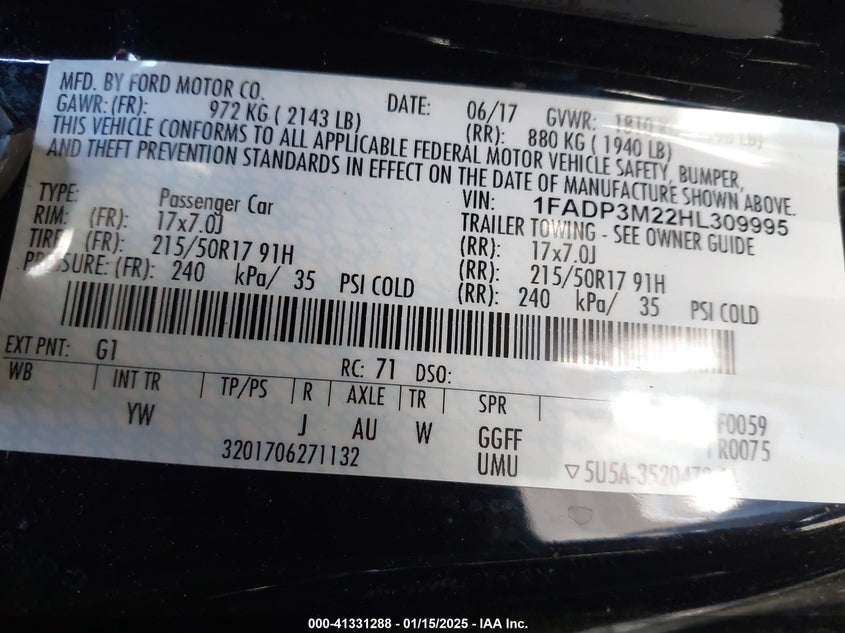 MFD. BY FORD MOTOR CO. DATE: 06/17 GVWR:
GAWR: (FR): 972 KG ( 2143 LB) (RR): 880 KG ( 1940 LB)
THIS VEHICLE CONFORMS TO ALL APPLICABLE FEDERAL MOTOR VEHICLE SAFETY, BUMPER,
AND THEFT PREVENTION STANDARDS IN EFFECT ON THE DATE OF MANUFACTURE SHOWN ABOVE.
VIN: 1FADP3M22HL309995
TYPE: Passenger Car TRAILER TOWING - SEE OWNER GUIDE
RIM: (FR): 17x7.0J (RR): 17x7.0J
TIRE (FR): 215/50R17 91H (RR): 215/50R17 91H
PRESSURE: (FR): 240 kPa/ 35 PSI COLD (RR): 240 kPa/ 35 PSI COLD
EXT PNT: G1 RC: 71 DSO:
WB INT TR TP/PS R AXLE TR SPR
YW J AU W GGFF F0059
UMU R0075
3201706271132 ▽5U5A-
000-41331288 - 01/15/2025 - IAA Inc.